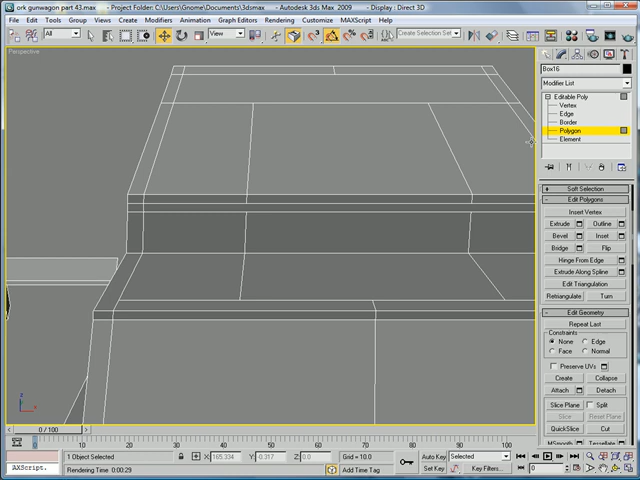 ork gunwagon part 43.max - Project Folder: C:\Users\Gnome\Documents\3dsmax - Autodesk 3ds Max 2009 - Display : Direct 3D
File Edit Tools Group Views Create Modifiers Animation Graph Editors Rendering Customize MAXScript Help
All View Create Selection Set
Perspective
Box16
Modifier List
Editable Poly
Vertex
Edge
Border
Polygon
Element
Soft Selection
Edit Polygons
Insert Vertex
Extrude Outline
Bevel Inset
Bridge Flip
Hinge From Edge
Extrude Along Spline
Edit Triangulation
Retriangulate Turn
Edit Geometry
Repeat Last
Constraints
None Edge
Face Normal
Preserve UVs
Create Collapse
Attach Detach
Slice Plane Split
Slice Reset Plane
QuickSlice Cut
MSmooth Tessellate
0 / 100
0 10 20 30 40 50 60 70 80 90 100
1 Object Selected X: 165.334 Y: -0.317 Z: 0.0 Grid = 10.0 Auto Key Selected
AXScript. Rendering Time 0:00:29 Add Time Tag Set Key Key Filters... 0